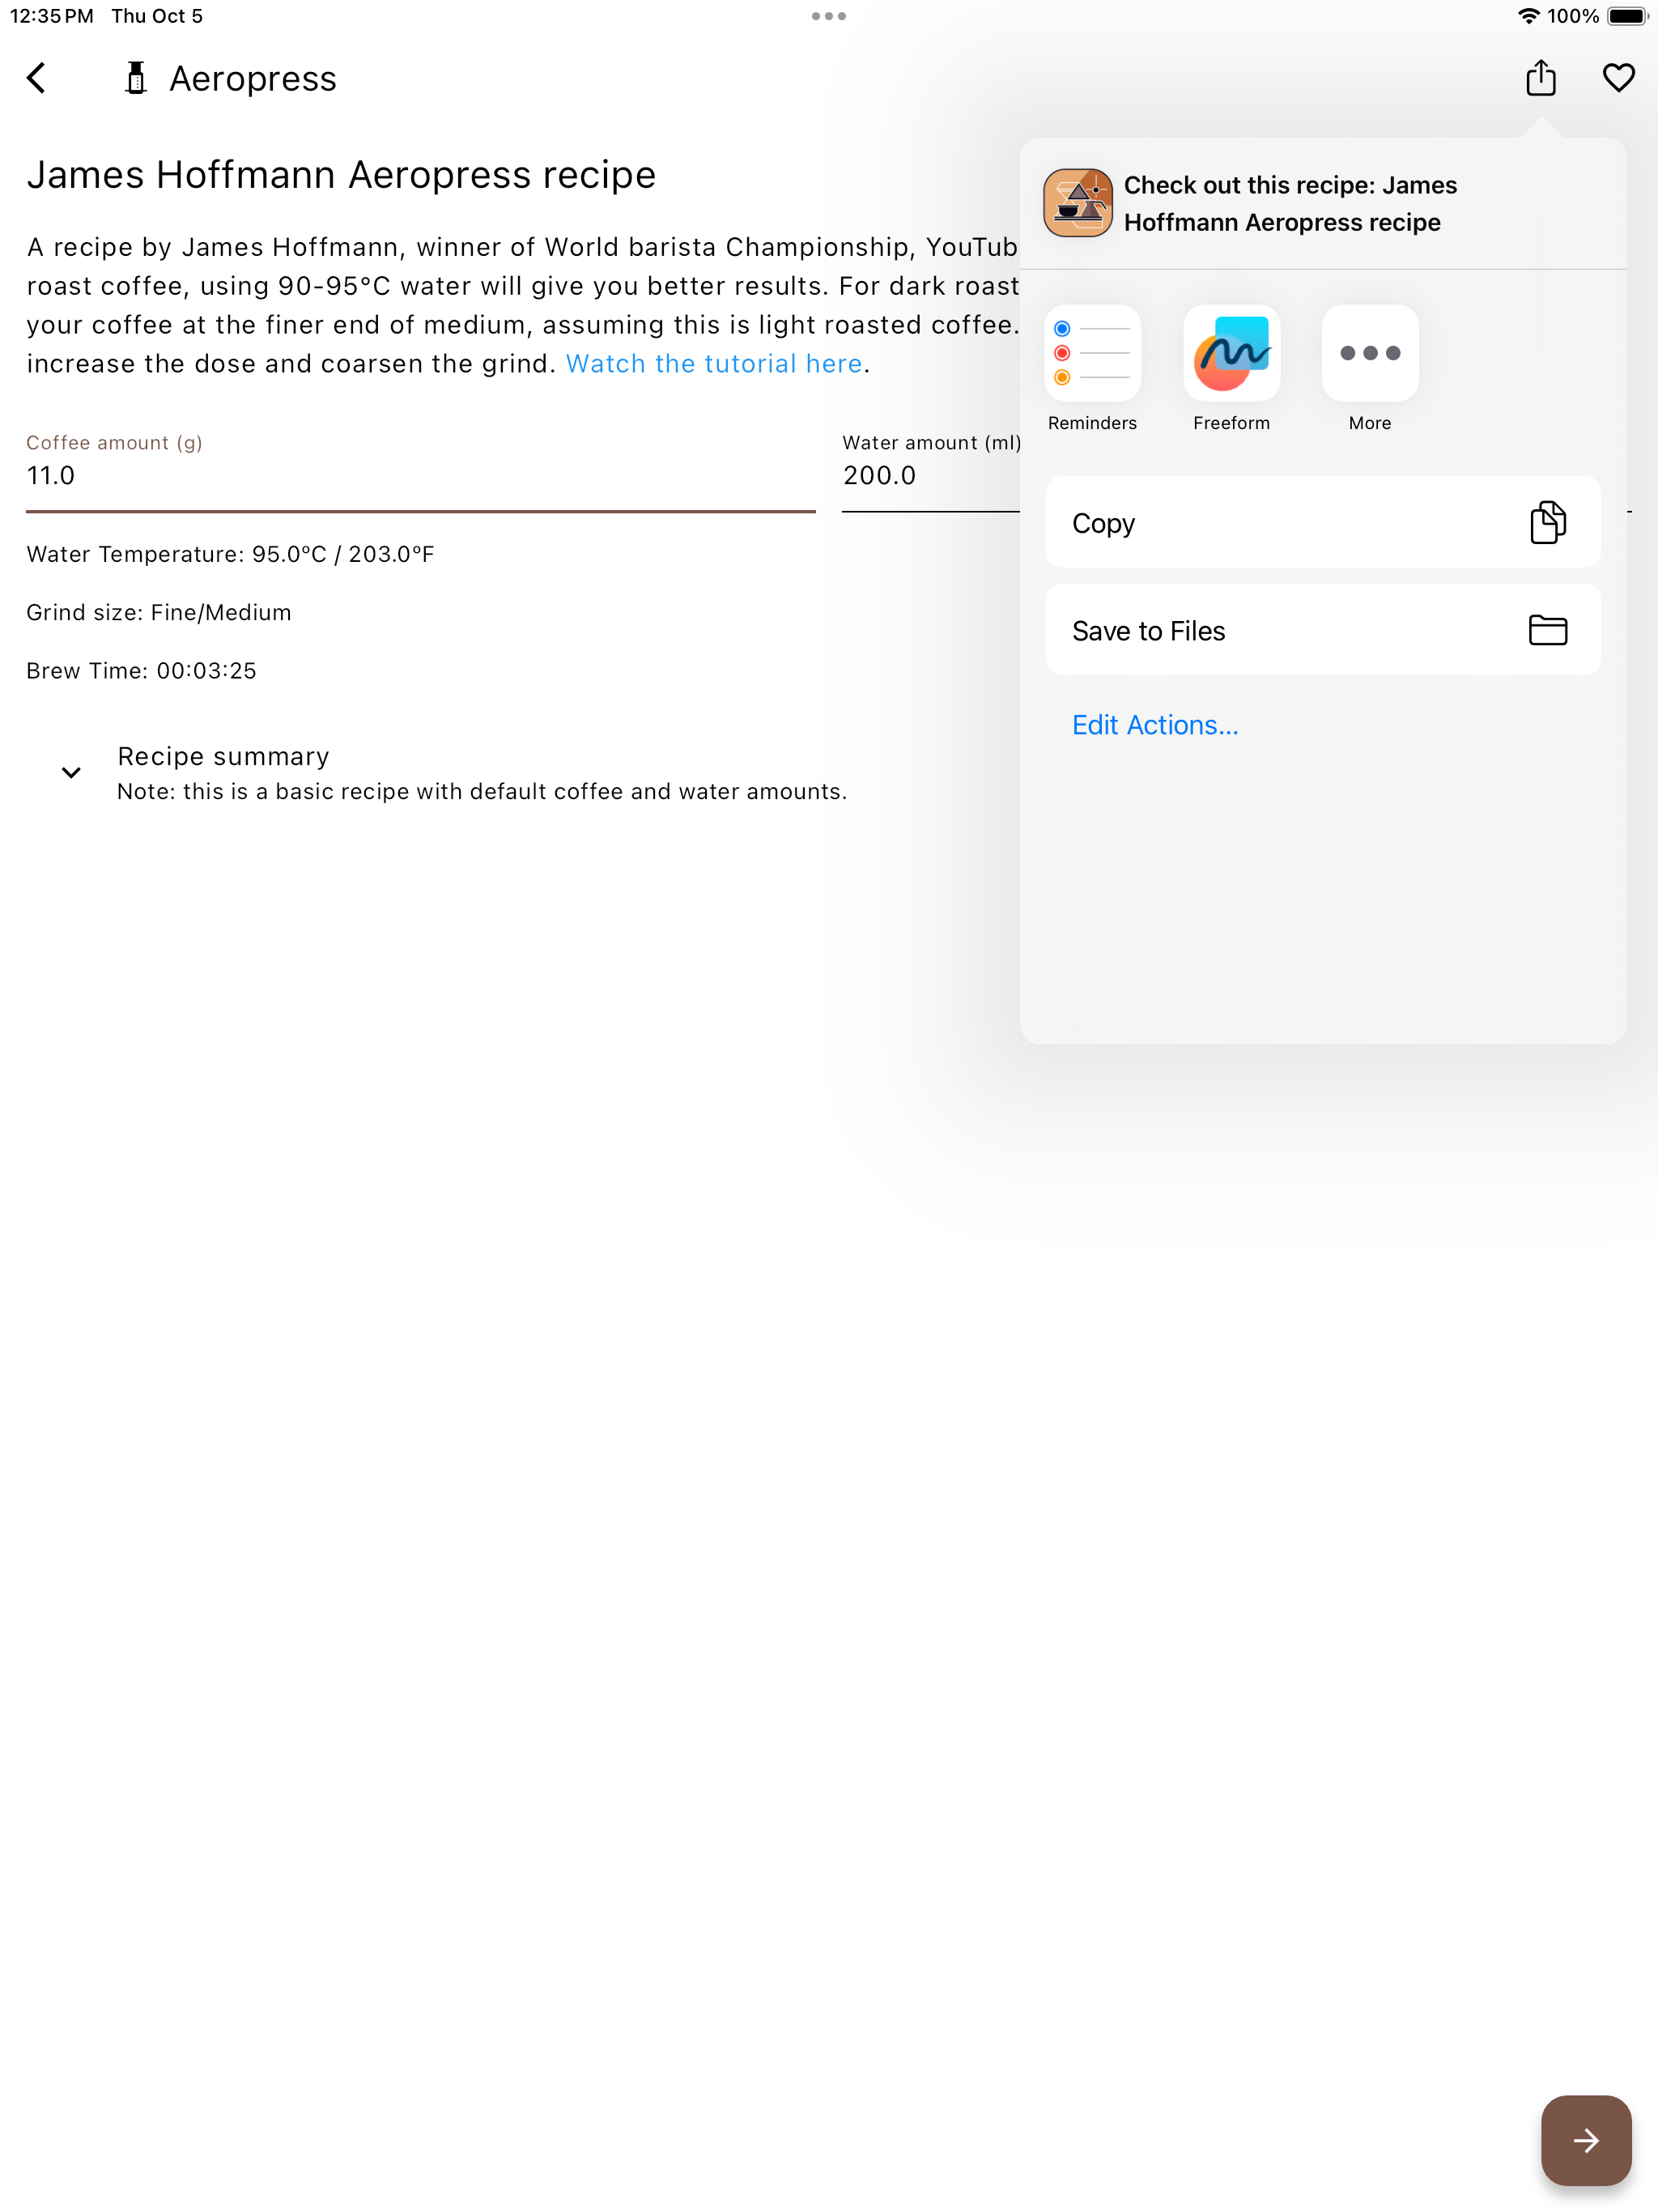 12:35 PM Thu Oct 5
100%
Aeropress
James Hoffmann Aeropress recipe
A recipe by James Hoffmann, winner of World barista Championship, YouTub
roast coffee, using 90-95°C water will give you better results. For dark roast
your coffee at the finer end of medium, assuming this is light roasted coffee.
increase the dose and coarsen the grind. Watch the tutorial here.
Coffee amount (g)
11.0
Water amount (ml)
200.0
Water Temperature: 95.0ºC / 203.0ºF
Grind size: Fine/Medium
Brew Time: 00:03:25
Recipe summary
Note: this is a basic recipe with default coffee and water amounts.
Check out this recipe: James
Hoffmann Aeropress recipe
Reminders
Freeform
More
Copy
Save to Files
Edit Actions...